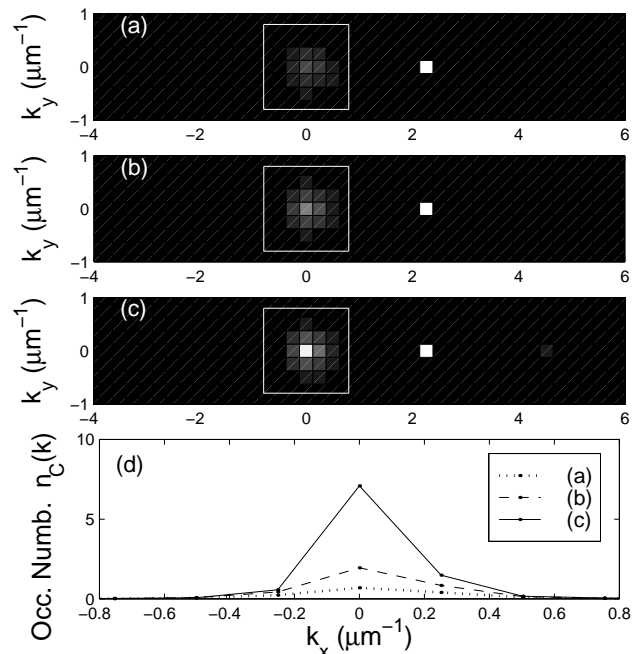 (a)
k_y (μm⁻¹)
1
0
-1
−4 −2 0 2 4 6
(b)
k_y (μm⁻¹)
1
0
-1
−4 −2 0 2 4 6
(c)
k_y (μm⁻¹)
1
0
-1
−4 −2 0 2 4 6
(d)
Occ. Numb. n_C(k)
10
5
0
(a)
(b)
(c)
−0.8 −0.6 −0.4 −0.2 0 0.2 0.4 0.6 0.8
k_x (μm⁻¹)